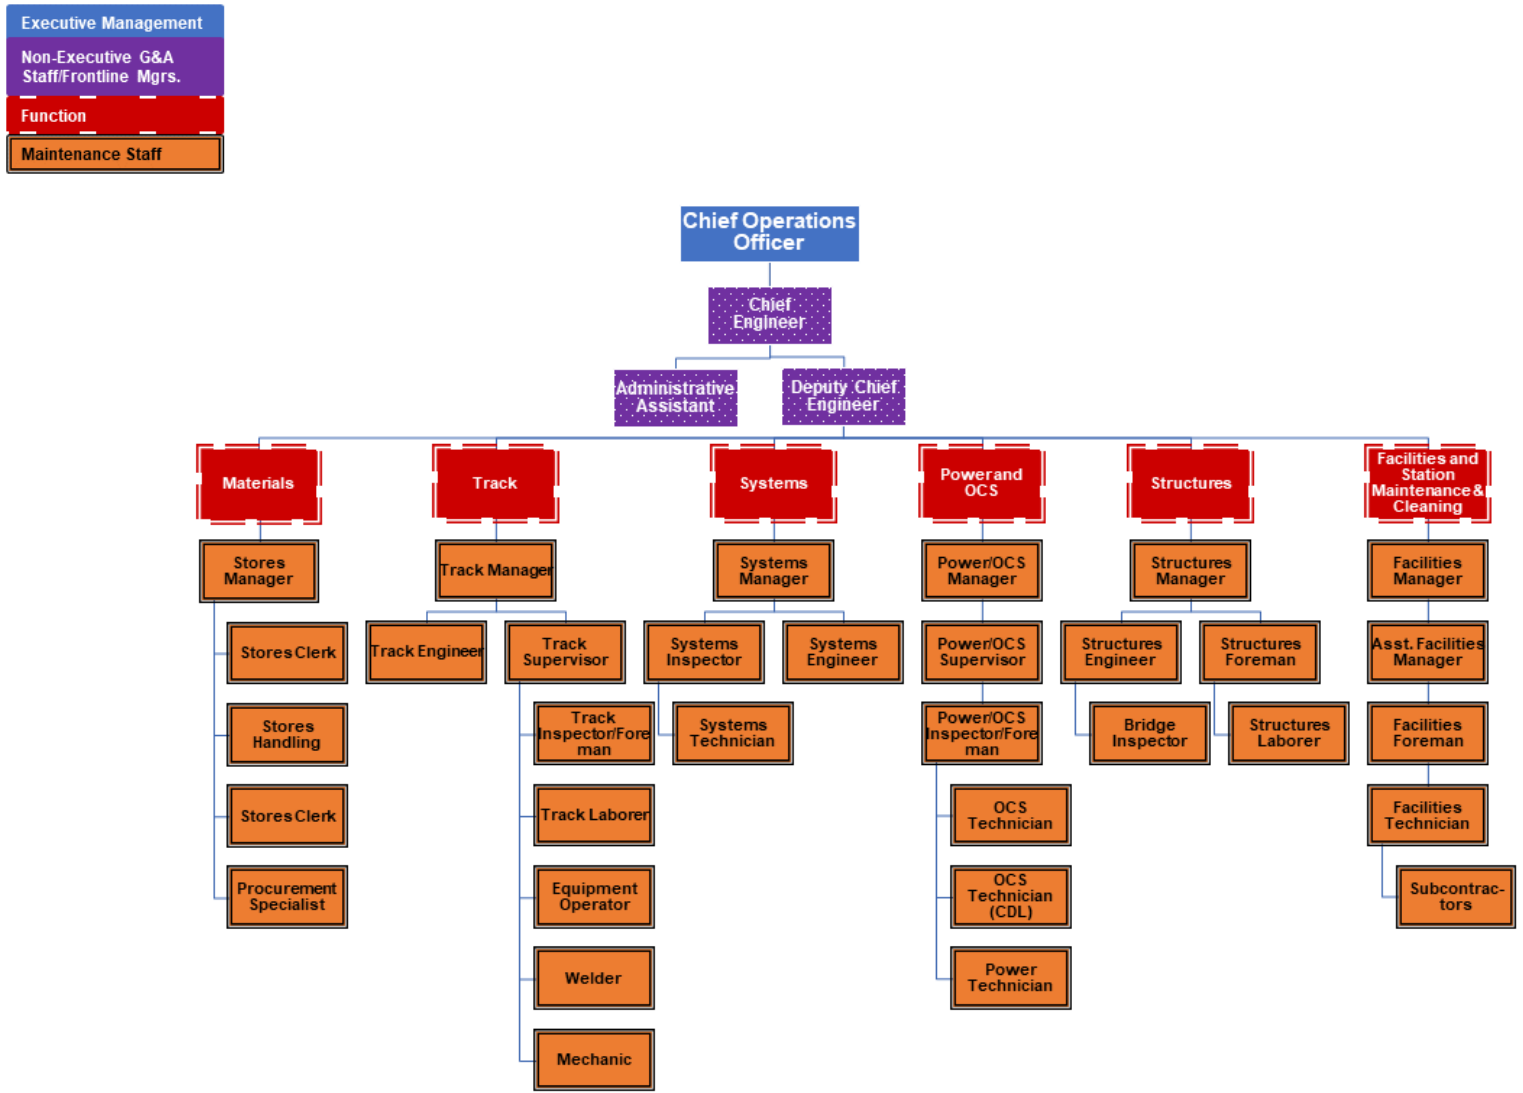 Executive Management
Non-Executive G&A
Staff/Frontline Mgrs.
Function
Maintenance Staff
Chief Operations
Officer
Chief
Engineer
Administrative
Assistant
Deputy Chief
Engineer
Materials
Track
Systems
Power and
OCS
Structures
Facilities and
Station
Maintenance &
Cleaning
Stores
Manager
Track Manager
Systems
Manager
Power/OCS
Manager
Structures
Manager
Facilities
Manager
Stores Clerk
Track Engineer
Track
Supervisor
Systems
Inspector
Systems
Engineer
Power/OCS
Supervisor
Structures
Engineer
Structures
Foreman
Asst. Facilities
Manager
Stores
Handling
Track
Inspector/Fore
man
Systems
Technician
Power/OCS
Inspector/Fore
man
Bridge
Inspector
Structures
Laborer
Facilities
Foreman
Stores Clerk
Track Laborer
OCS
Technician
Facilities
Technician
Procurement
Specialist
Equipment
Operator
OCS
Technician
(CDL)
Subcontrac-
tors
Welder
Power
Technician
Mechanic